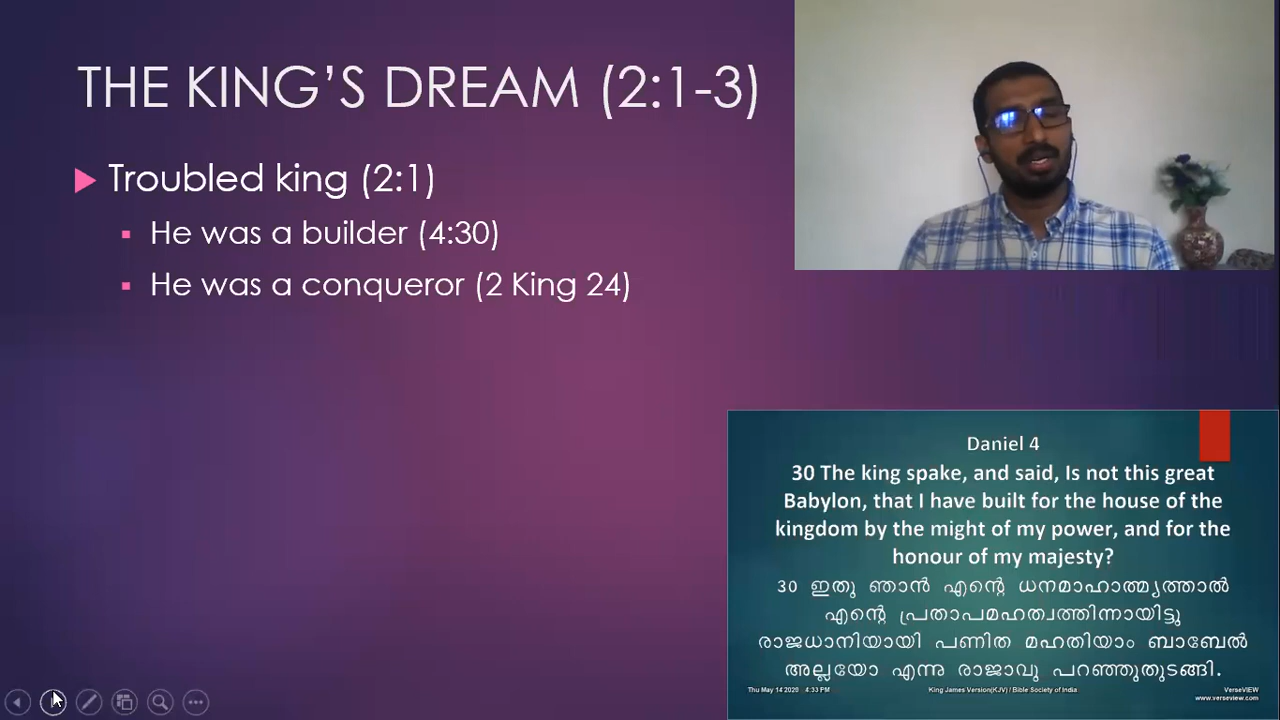 THE KING'S DREAM (2:1-3)
Troubled king (2:1)
He was a builder (4:30)
He was a conqueror (2 King 24)
Daniel 4
30 The king spake, and said, Is not this great
Babylon, that I have built for the house of the
kingdom by the might of my power, and for the
honour of my majesty?
30 ഇതു ഞാൻ എന്റെ ധനമാഹാത്മ്യത്താൽ
എന്റെ പ്രതാപമഹത്വത്തിന്നായിട്ടു
രാജധാനിയായി പണിത മഹതിയാം ബാബേൽ
അല്ലയോ എന്നു രാജാവു പറഞ്ഞുതുടങ്ങി.
Thu May 14 2020 4:33 PM
King James Version(KJV) / Bible Society of India
VerseVIEW
www.verseview.com